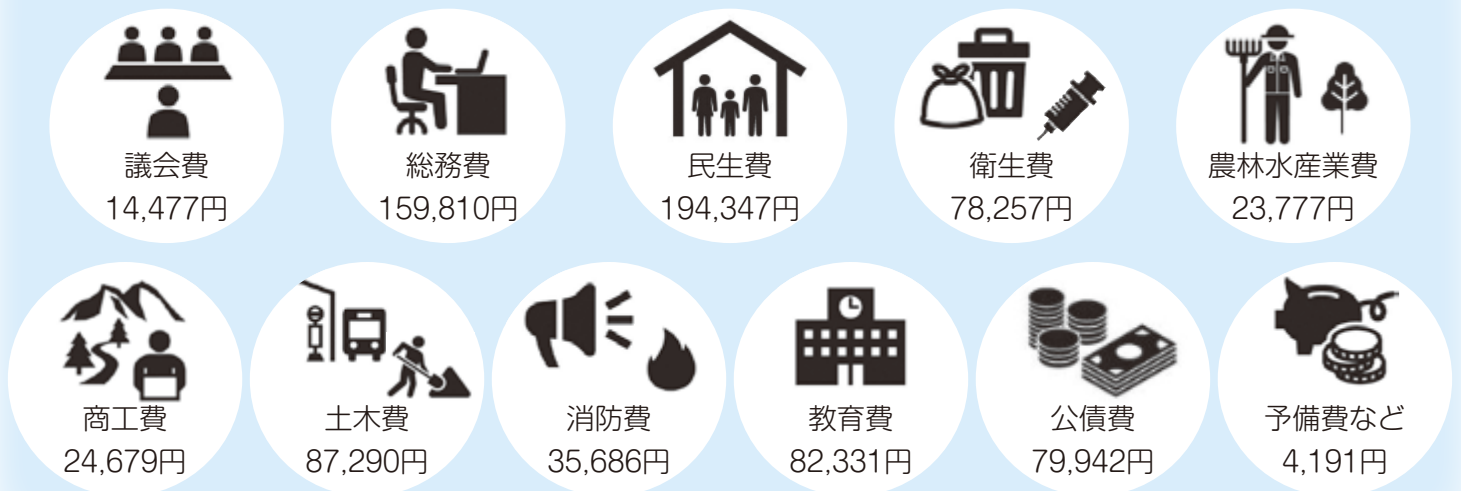 議会費
14,477円
総務費
159,810円
民生費
194,347円
衛生費
78,257円
農林水産業費
23,777円
商工費
24,679円
土木費
87,290円
消防費
35,686円
教育費
82,331円
公債費
79,942円
予備費など
4,191円